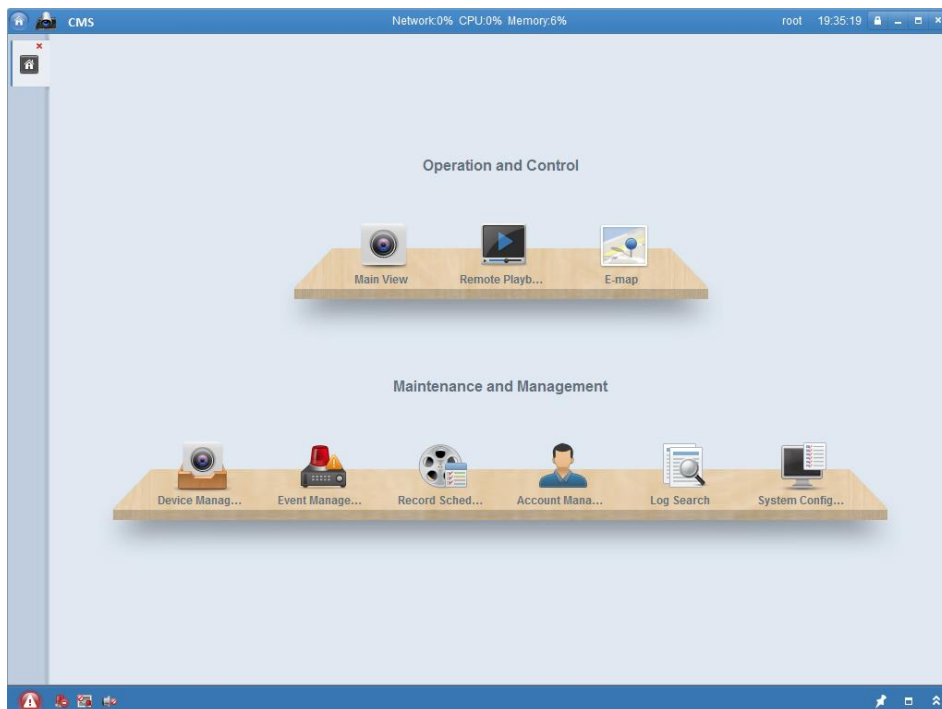 CMS Network:0% CPU:0% Memory:6% root 19:35:19
Operation and Control
Main View Remote Playb... E-map
Maintenance and Management
Device Manag... Event Manage... Record Sched... Account Mana... Log Search System Config...